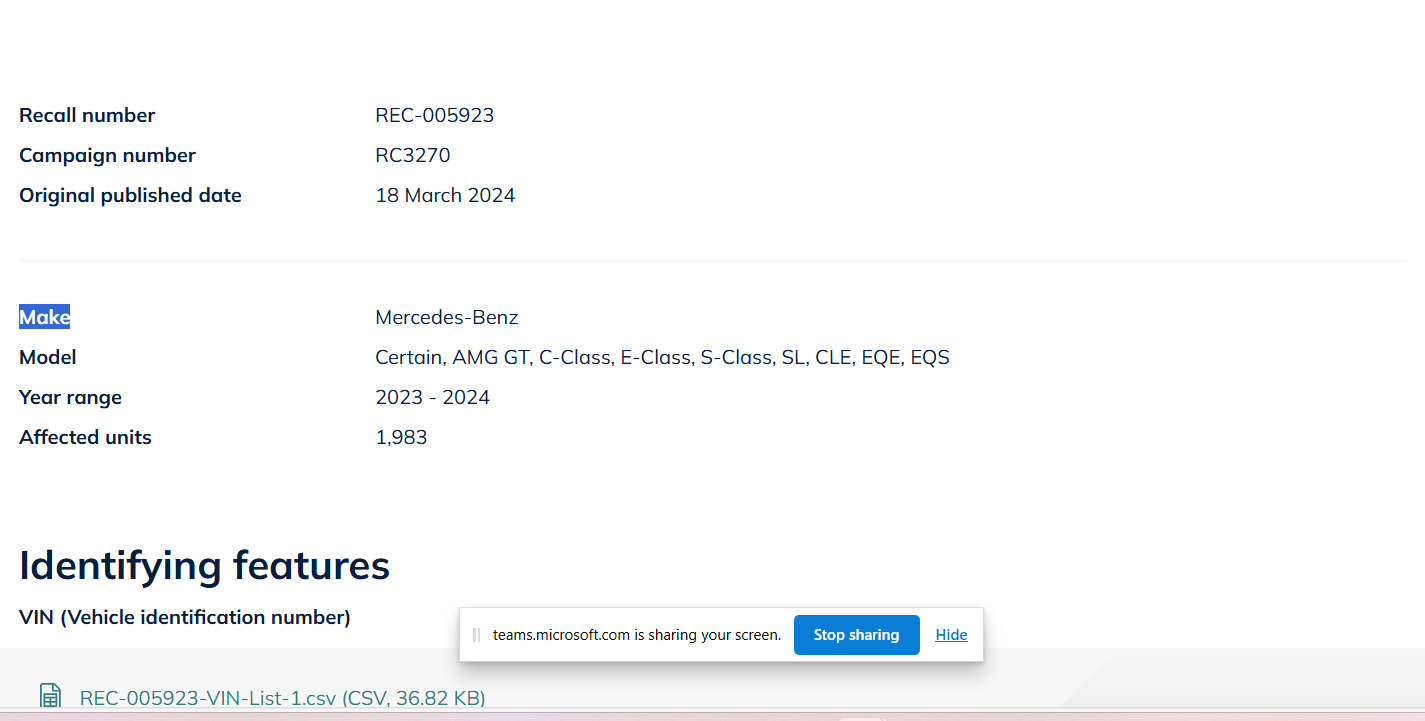 Recall number REC-005923
Campaign number RC3270
Original published date 18 March 2024
Make Mercedes-Benz
Model Certain, AMG GT, C-Class, E-Class, S-Class, SL, CLE, EQE, EQS
Year range 2023 - 2024
Affected units 1,983
Identifying features
VIN (Vehicle identification number)
teams.microsoft.com is sharing your screen. Stop sharing Hide
REC-005923-VIN-List-1.csv (CSV, 36.82 KB)